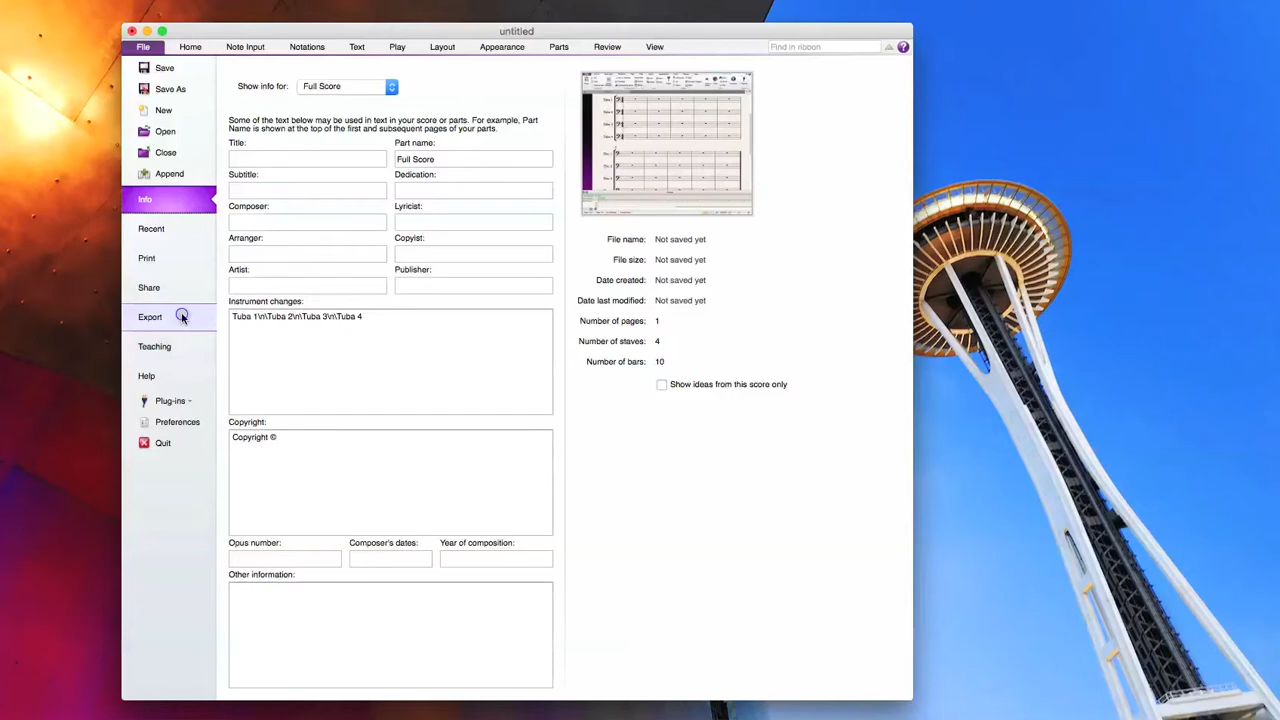 untitled
File Home Note Input Notations Text Play Layout Appearance Parts Review View Find in ribbon ?
Save
Save As
New
Open
Close
Append
Info
Recent
Print
Share
Export
Teaching
Help
Plug-ins
Preferences
Quit
Show info for: Full Score
Some of the text below may be used in text in your score or parts. For example, Part
Name is shown at the top of the first and subsequent pages of your parts.
Title: Part name:
Full Score
Subtitle: Dedication:
Composer: Lyricist:
Arranger: Copyist:
Artist: Publisher:
Instrument changes:
Tuba 1\n\Tuba 2\n\Tuba 3\n\Tuba 4
Copyright:
Copyright ©
Opus number: Composer's dates: Year of composition:
Other information:
File name: Not saved yet
File size: Not saved yet
Date created: Not saved yet
Date last modified: Not saved yet
Number of pages: 1
Number of staves: 4
Number of bars: 10
Show ideas from this score only